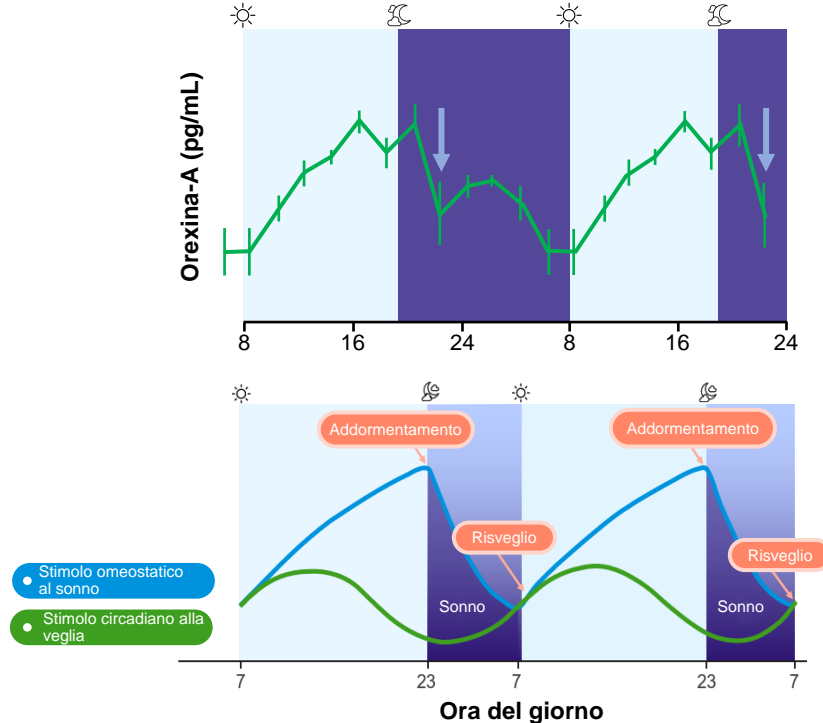 Orexina-A (pg/mL)
8
16
24
8
16
24
Addormentamento
Addormentamento
Risveglio
Risveglio
Stimolo omeostatico
al sonno
Stimolo circadiano alla
veglia
Sonno
Sonno
7
23
7
23
7
Ora del giorno